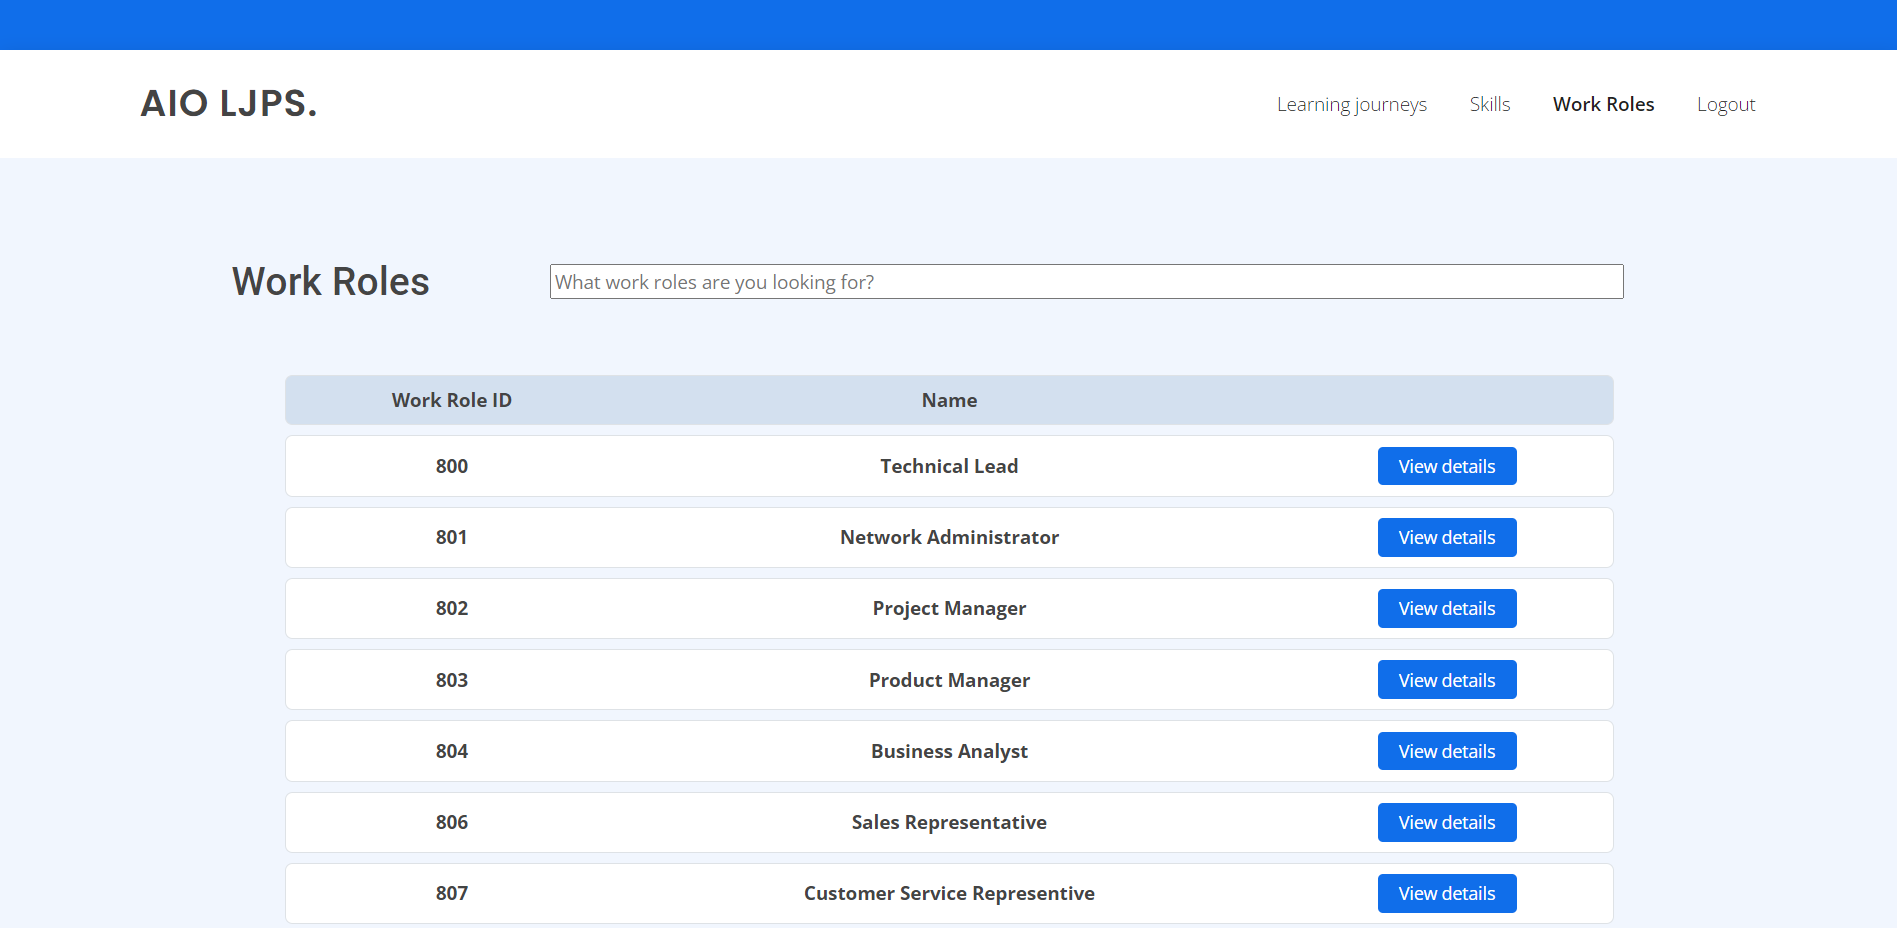 AIO LJPS.
Learning journeys Skills Work Roles Logout
Work Roles
What work roles are you looking for?
Work Role ID Name
800 Technical Lead View details
801 Network Administrator View details
802 Project Manager View details
803 Product Manager View details
804 Business Analyst View details
806 Sales Representative View details
807 Customer Service Representive View details